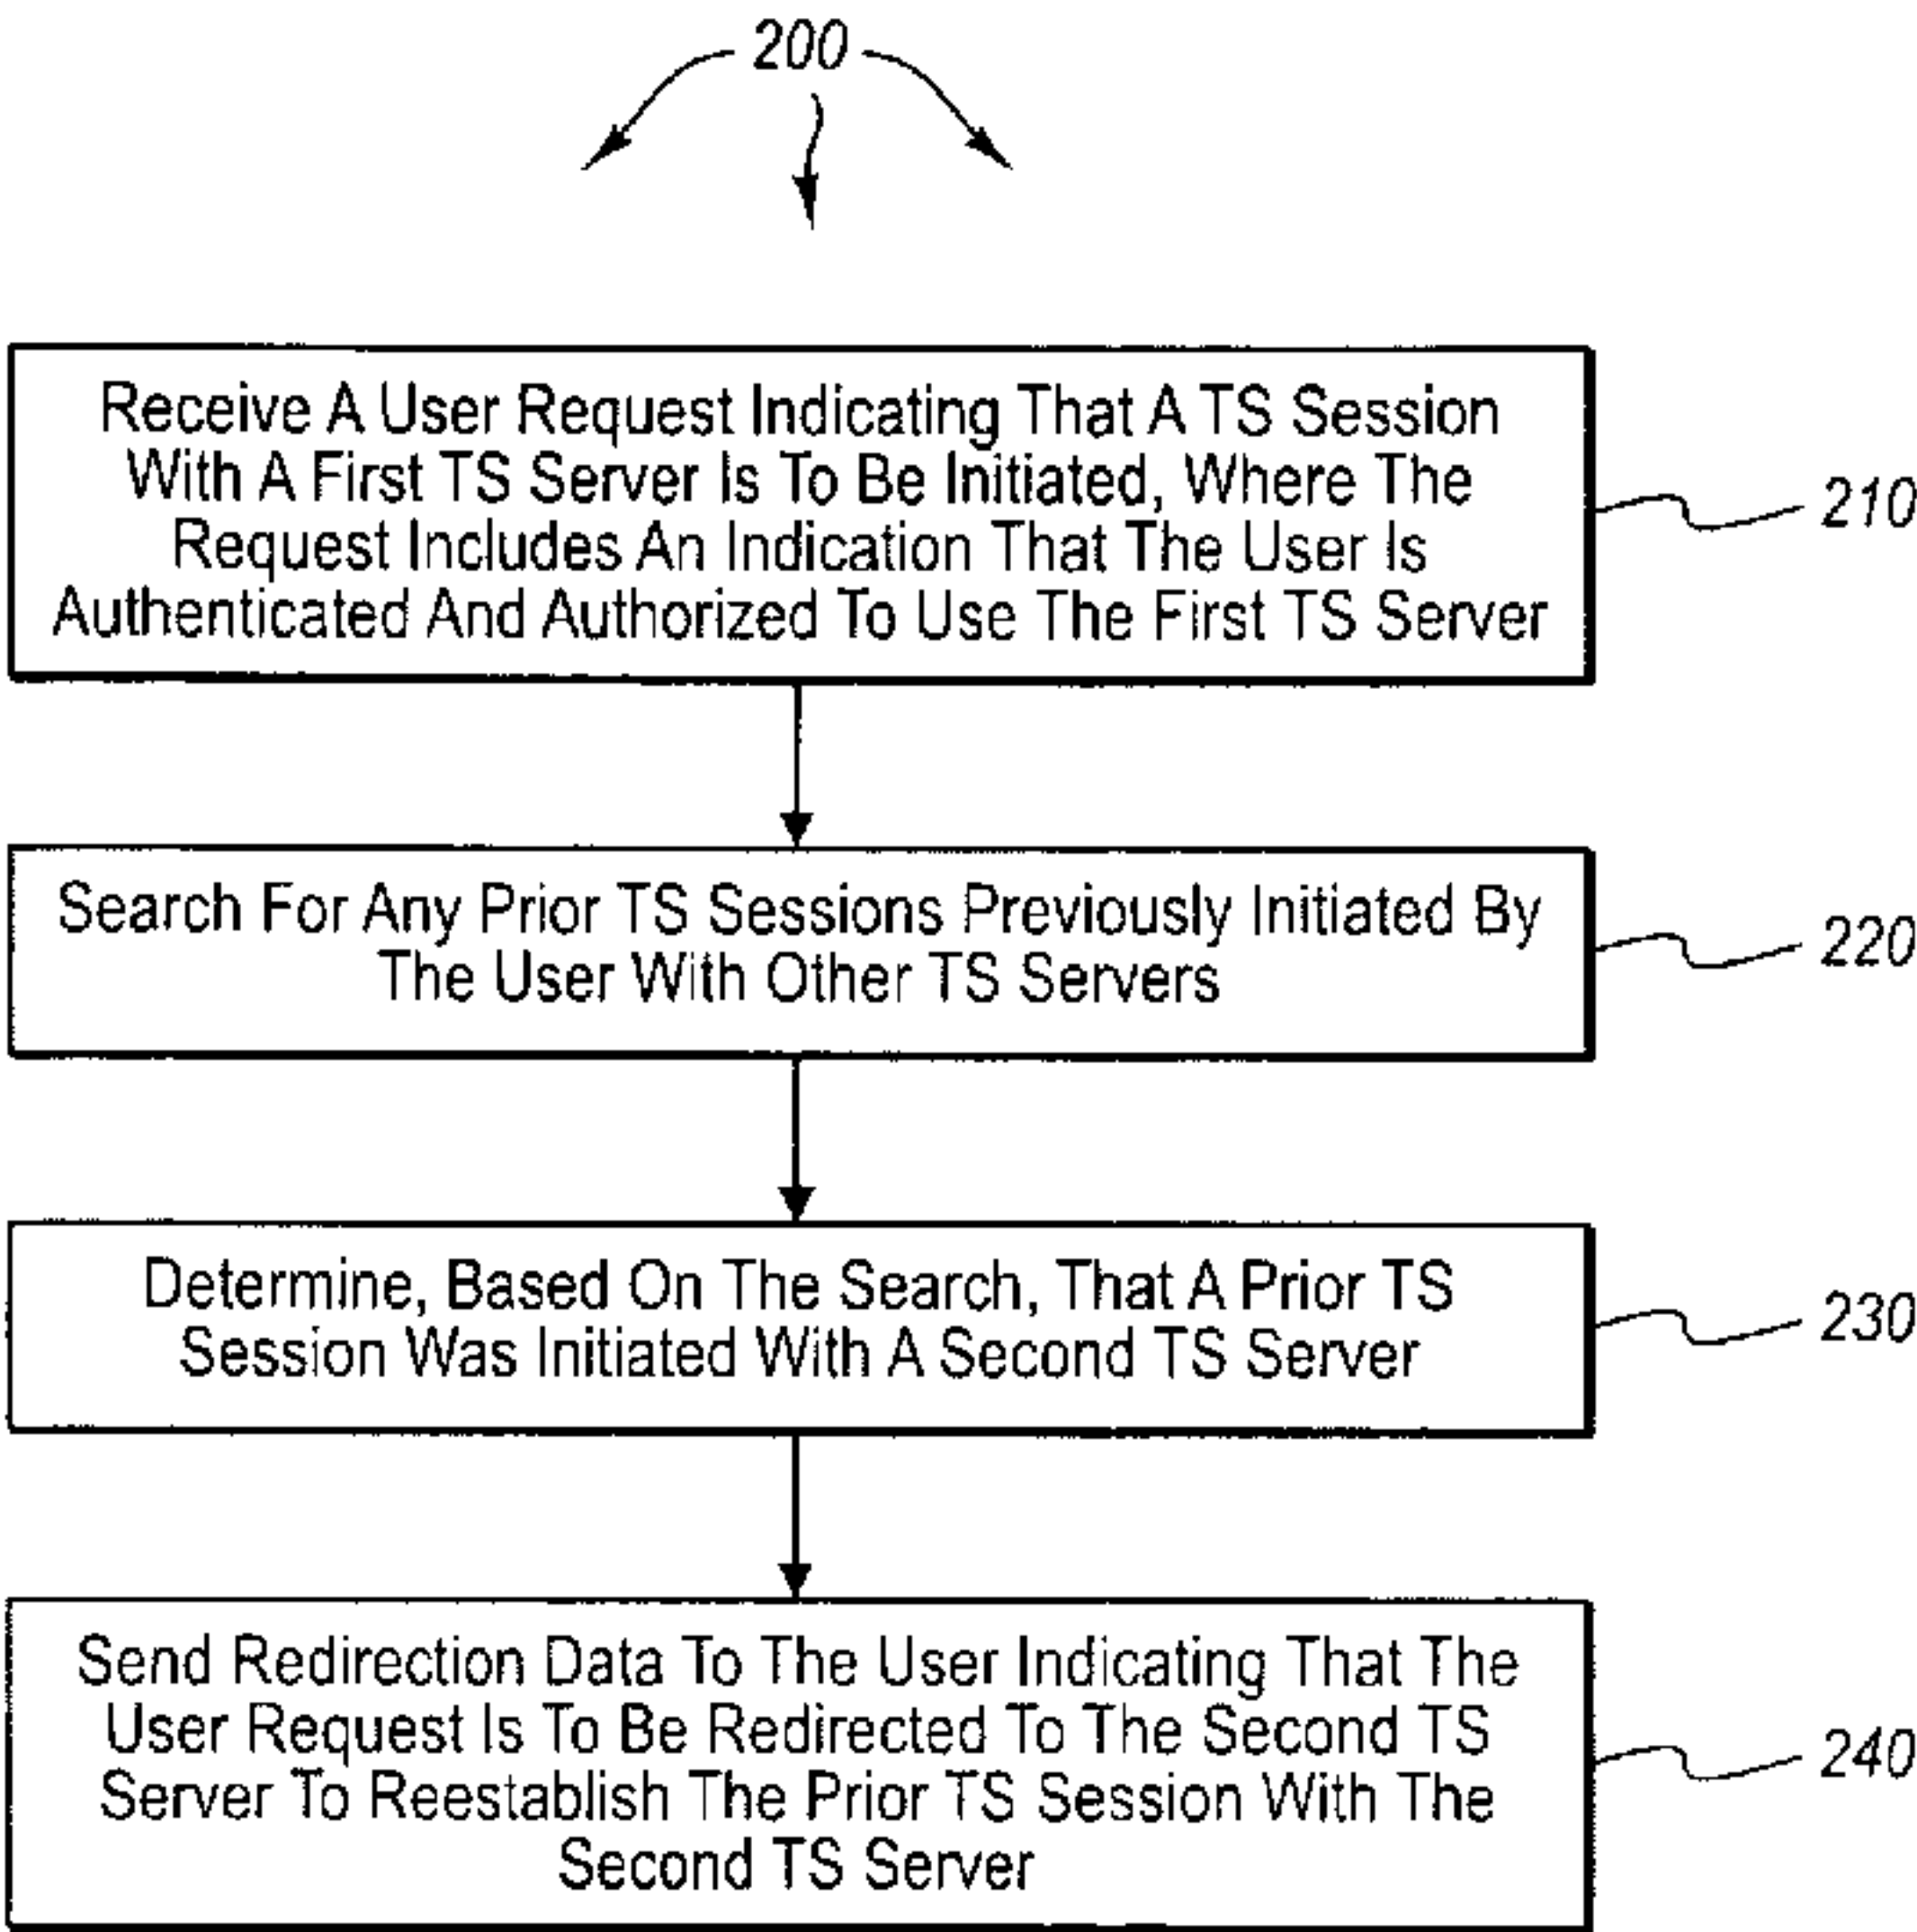 200
Receive A User Request Indicating That A TS Session
With A First TS Server Is To Be Initiated, Where The
Request Includes An Indication That The User Is
Authenticated And Authorized To Use The First TS Server
210
Search For Any Prior TS Sessions Previously Initiated By
The User With Other TS Servers
220
Determine, Based On The Search, That A Prior TS
Session Was Initiated With A Second TS Server
230
Send Redirection Data To The User Indicating That The
User Request Is To Be Redirected To The Second TS
Server To Reestablish The Prior TS Session With The
Second TS Server
240